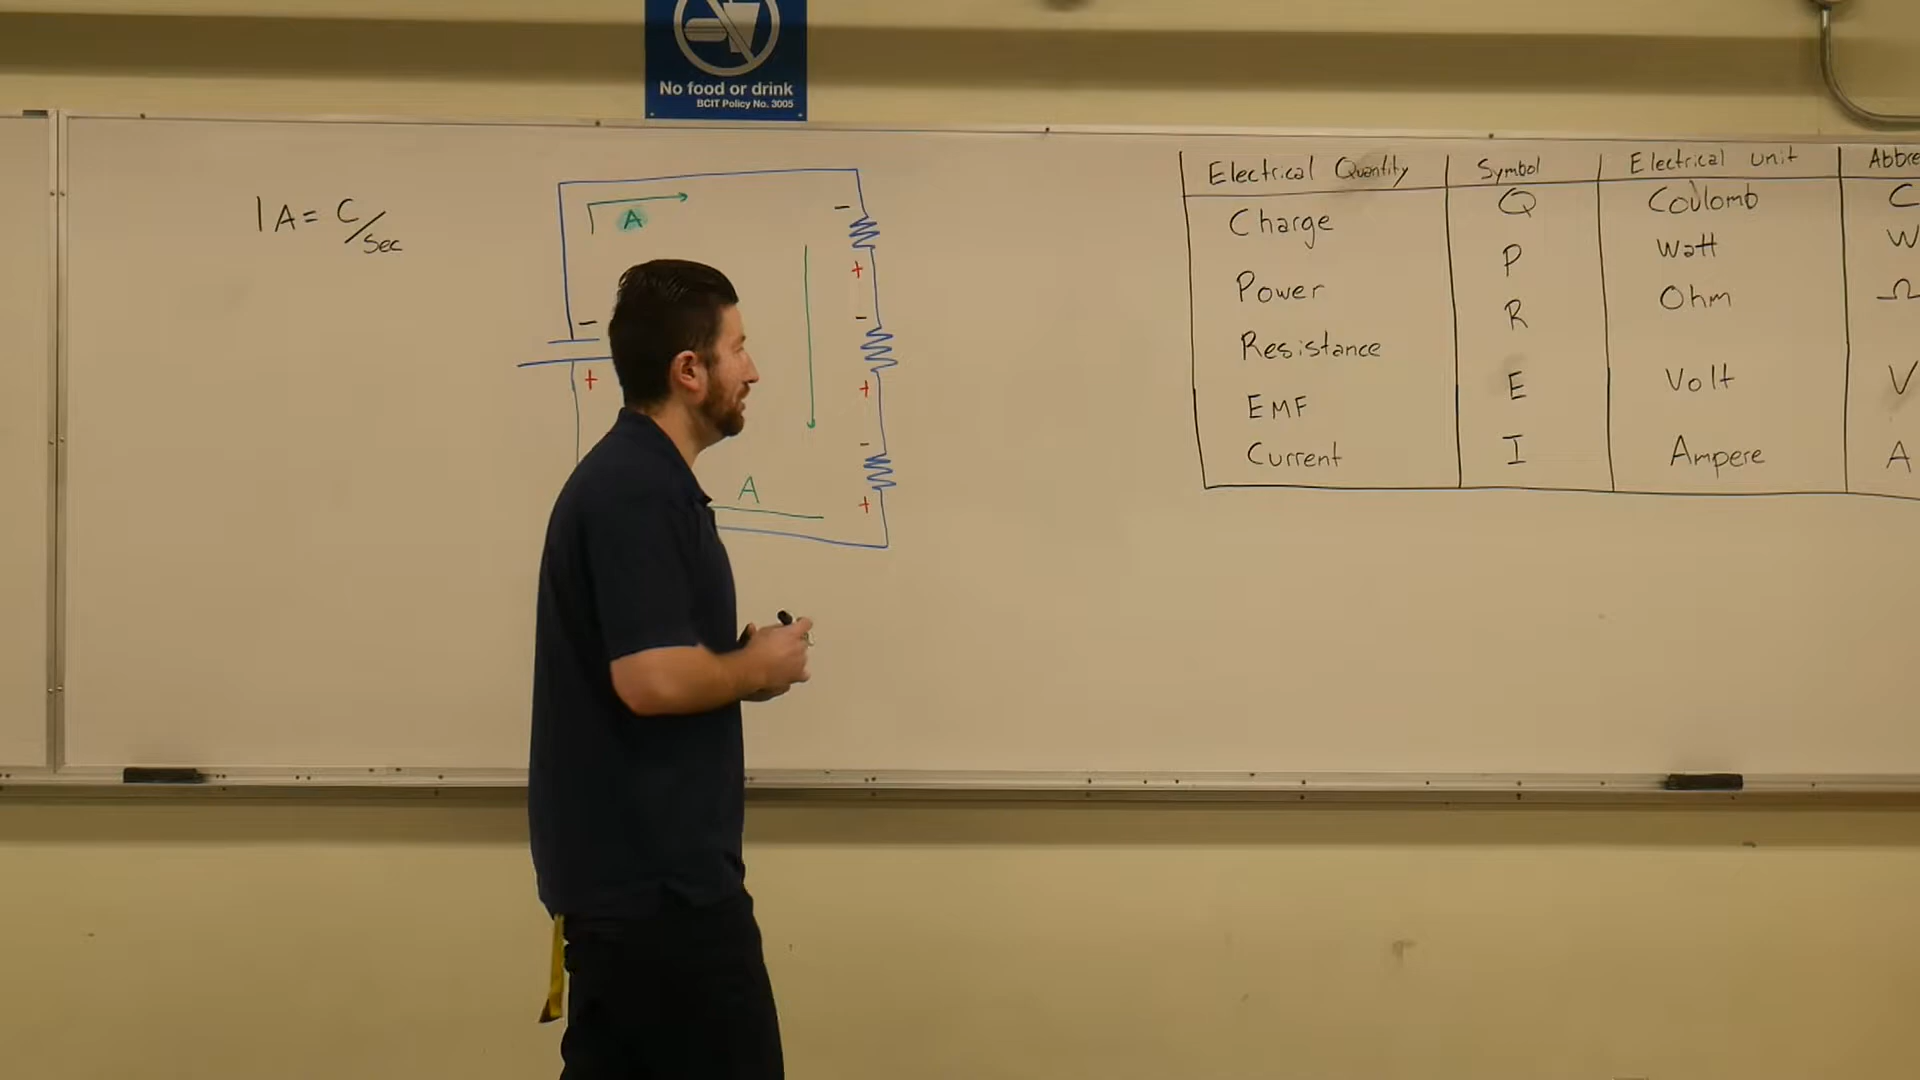 No food or drink
BCIT Policy No. 3005
1 A = C/Sec
A
-
+
-
+
-
+
-
+
A
Electrical Quantity Symbol Electrical unit Abbre
Charge Q Coulomb C
Power P Watt W
Resistance R Ohm Ω
EMF E Volt V
Current I Ampere A